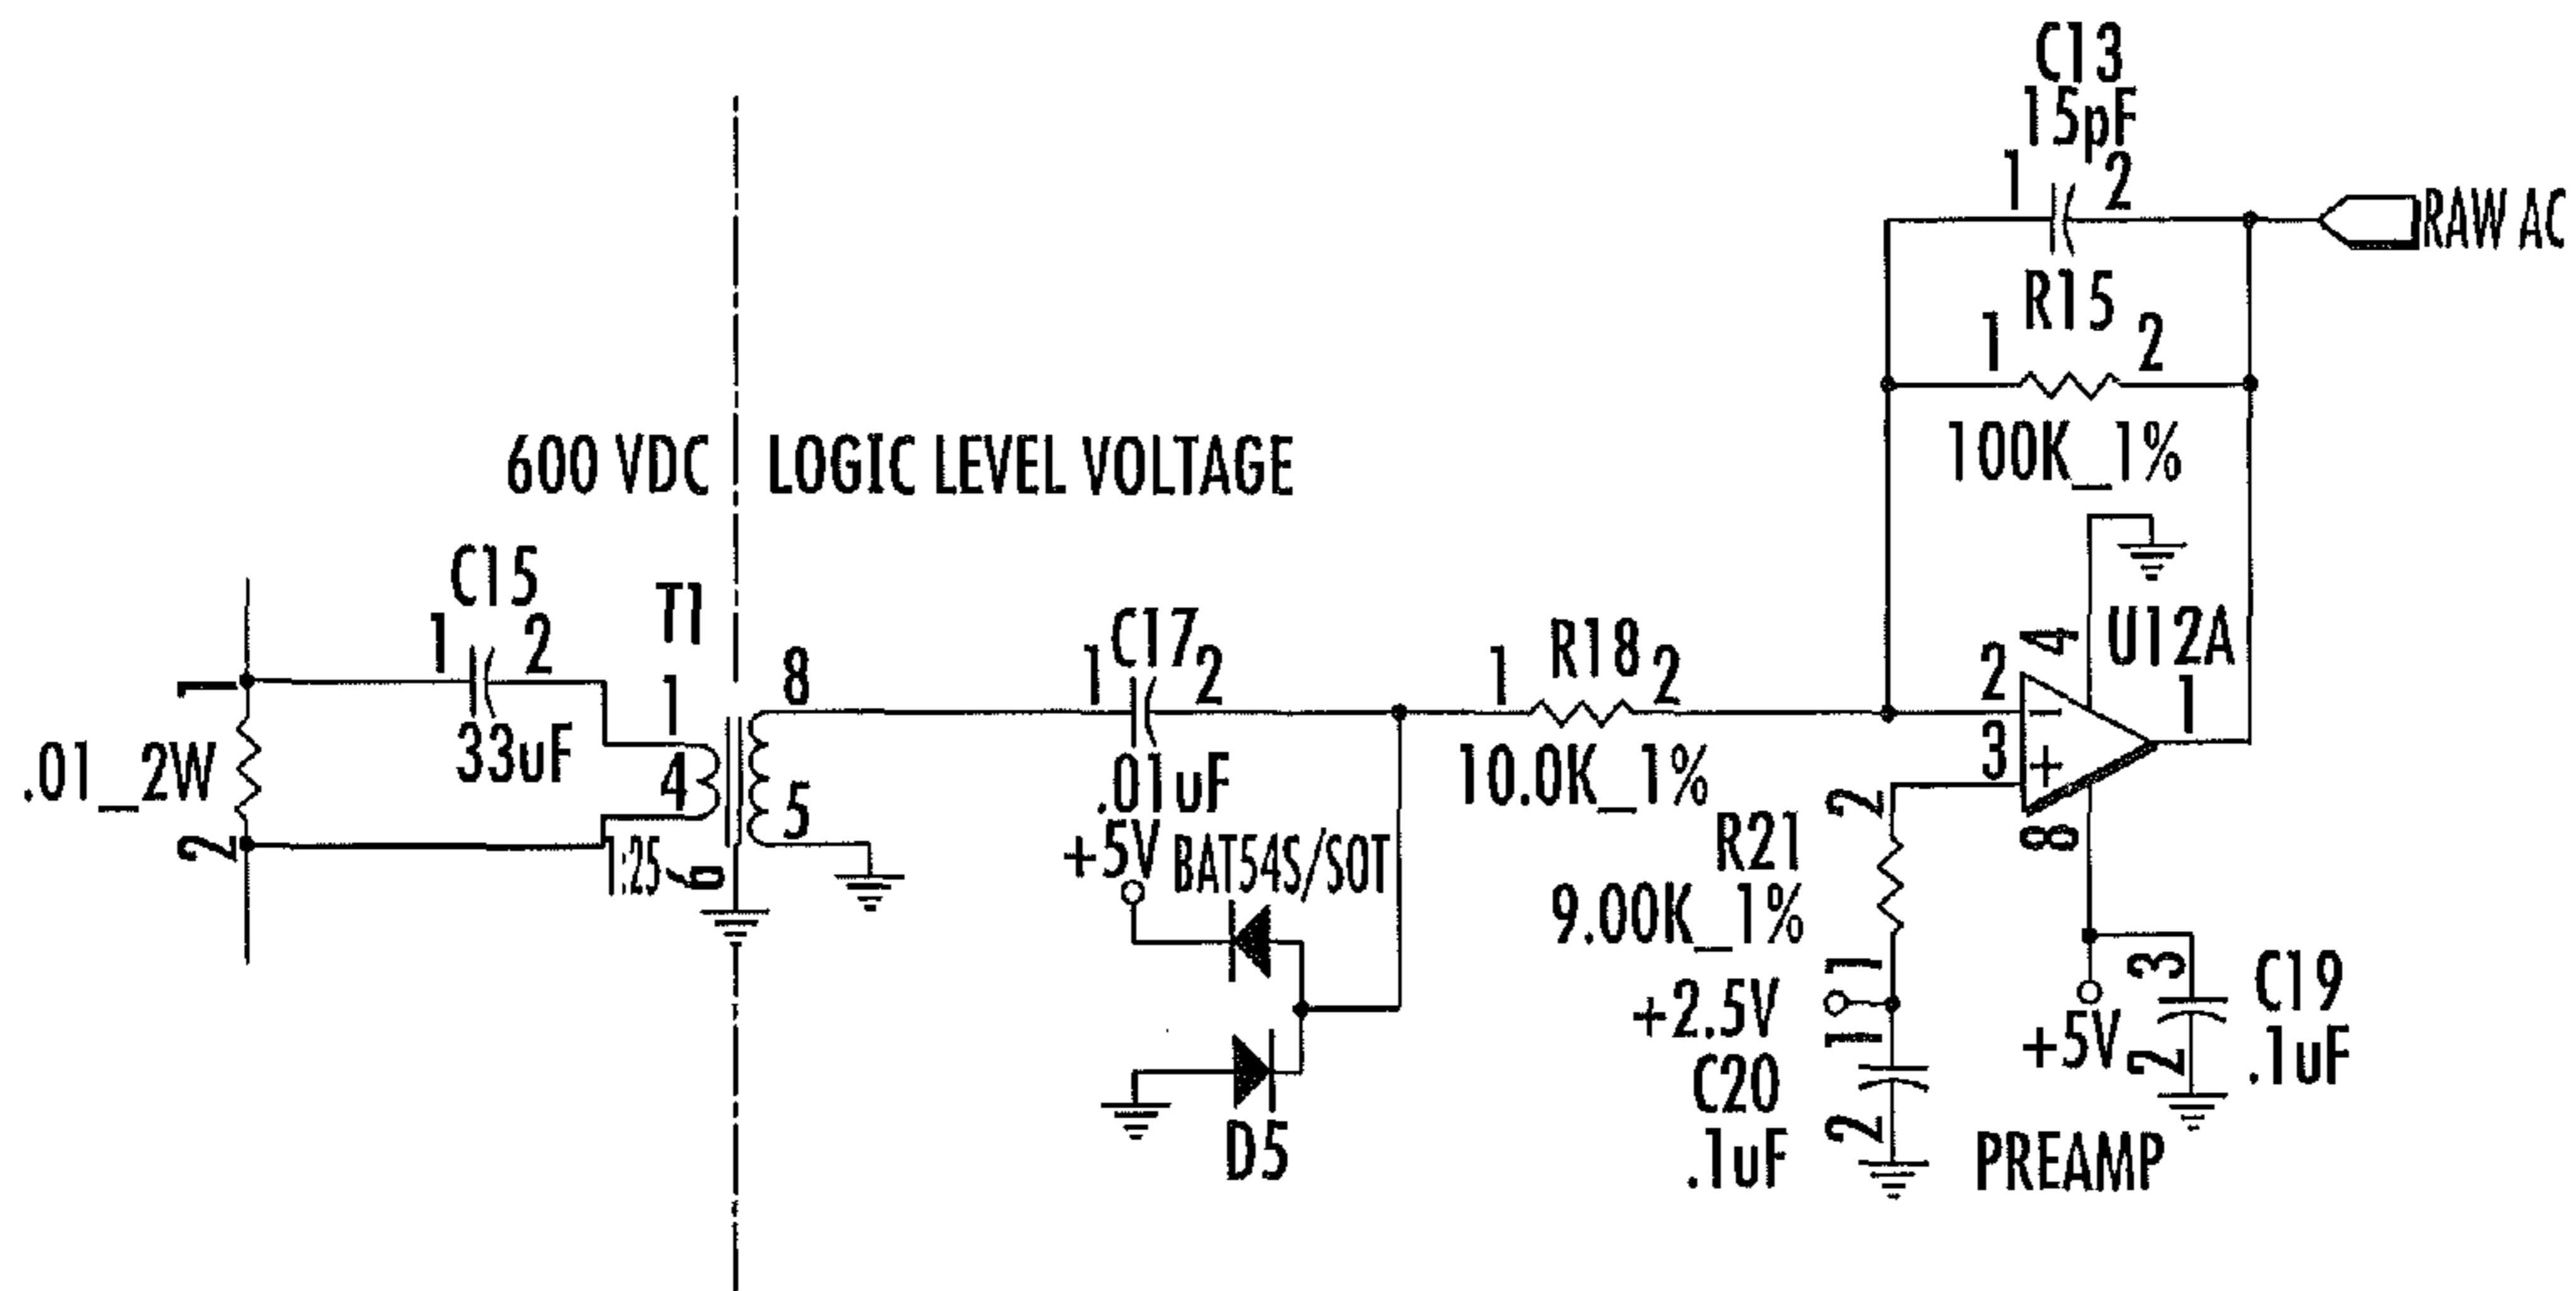 C13
15pF
1 2
RAW AC
R15
1 2
100K_1%
600 VDC LOGIC LEVEL VOLTAGE
C15
1 2
33uF
T1
1
4
1:25
6
8
5
1
.01_2W
2
C17
1 2
.01uF
+5V
BAT54S/SOT
D5
R18
1 2
10.0K_1%
U12A
4
2
3
1
8
-
+
2
R21
9.00K_1%
1
+2.5V
1
C20
2
.1uF
+5V
3
C19
2
.1uF
PREAMP